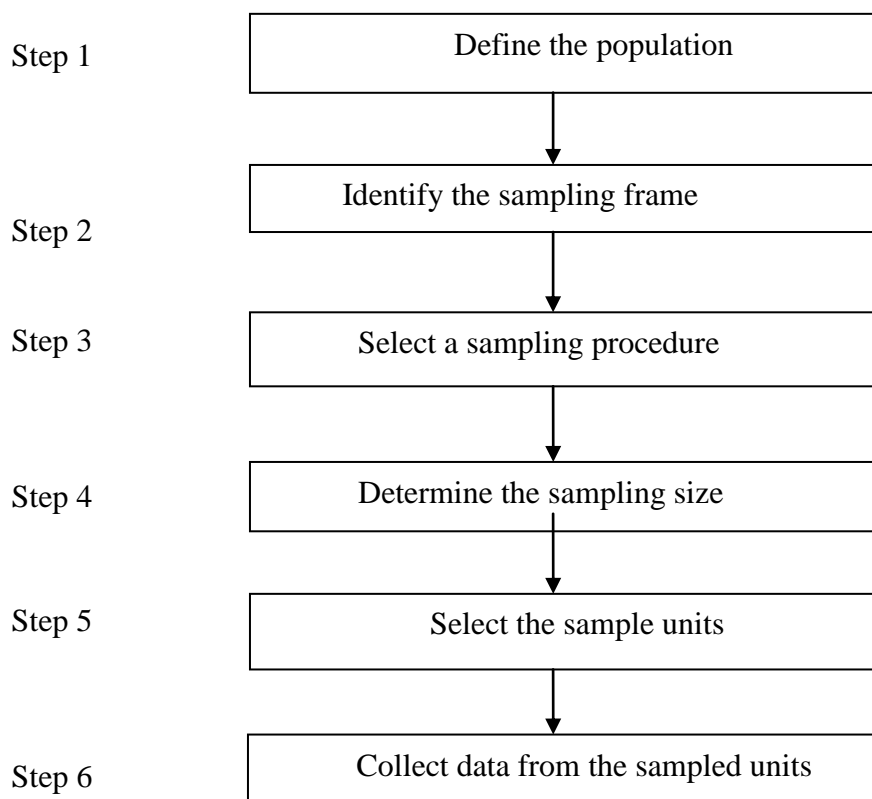 Step 1
Define the population
Step 2
Identify the sampling frame
Step 3
Select a sampling procedure
Step 4
Determine the sampling size
Step 5
Select the sample units
Step 6
Collect data from the sampled units